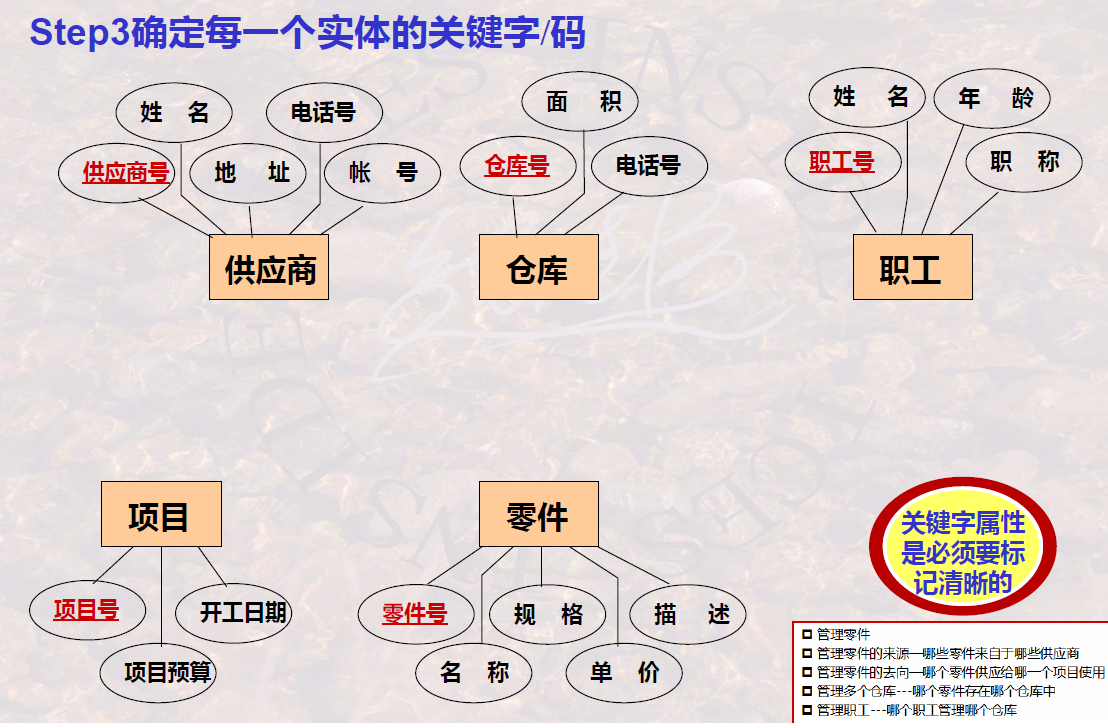 Step3确定每一个实体的关键字/码
姓 名
电话号
供应商号
地 址
帐 号
供应商
面 积
仓库号
电话号
仓库
姓 名
年 龄
职工号
职 称
职工
项目
项目号
开工日期
项目预算
零件
零件号
规 格
描 述
名 称
单 价
关键字属性
是必须要标
记清晰的
管理零件
管理零件的来源—哪些零件来自于哪些供应商
管理零件的去向—哪个零件供应给哪一个项目使用
管理多个仓库---哪个零件存在哪个仓库中
管理职工---哪个职工管理哪个仓库